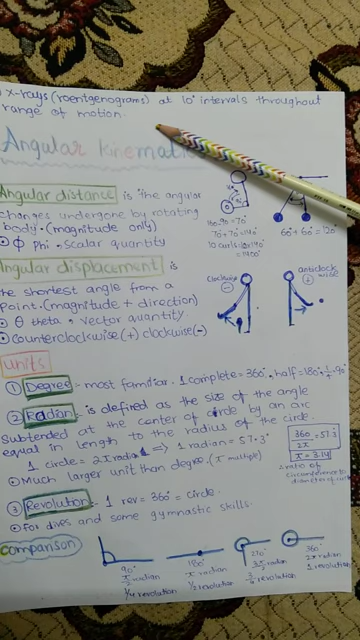 X-rays (roentgenograms) at 10° intervals throughout
range of motion.
Angular kinematics
Angular distance is the angular
changes undergone by rotating
body. (magnitude only)
⊙ ϕ phi. scalar quantity
180-90 = 70°
70 + 70 = 140°
= 1400°
60 + 60 = 120°
Angular displacement is
the shortest angle from a
Point. (magnitude + direction)
⊙ θ theta, vector quantity
⊙ counterclockwise (+) clockwise (-)
Clockwise
(-)
anticlock
wise
(+)
units
① Degree:- most familiar. 1 complete = 360°, half = 180°, 1/4 = 90°
② Radian:- is defined as the size of the angle
Subtended at the center of circle by an arc
equal in length to the radius of the circle.
1 circle = 2π radian ⇒ 1 radian = 57.3°
⊙ Much larger unit than degree. (π multiple)
360/2π = 57.3
π = 3.14
ratio of
circumference to
diameter of circle
③ Revolution:- 1 rev = 360° = circle.
⊙ for dives and some gymnastic skills.
comparison
90°
π/2 radian
1/4 revolution
180°
π radian
1/2 revolution
270°
3π/2 radian
3/4 revolution
360°
2π radian
1 revolution